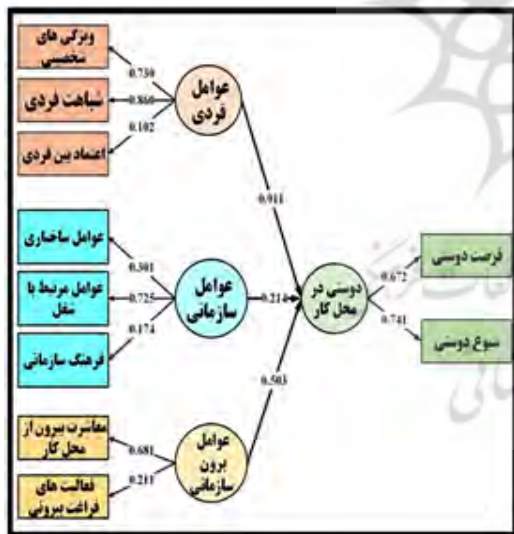 ویژگی های
شخصیتی
شباهت فردی
اعتماد بین فردی
0.739
0.860
0.102
عوامل
فردی
0.911
عوامل ساختاری
عوامل مرتبط با
شغل
فرهنگ سازمانی
0.301
0.725
0.174
عوامل
سازمانی
0.214
دوستی در
محل کار
0.672
0.741
فرصت دوستی
شیوع دوستی
معاشرت بیرون از
محل کار
فعالیت های
فراغت بیرونی
0.681
0.211
عوامل
برون
سازمانی
0.503